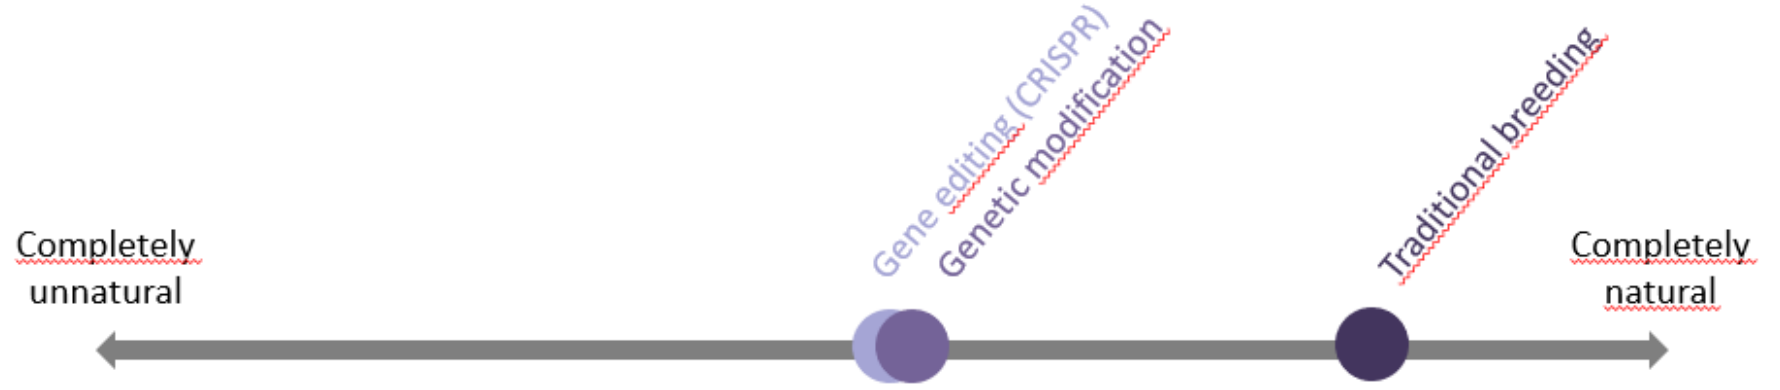 Completely
unnatural
Gene editing (CRISPR)
Genetic modification
Traditional breeding
Completely
natural